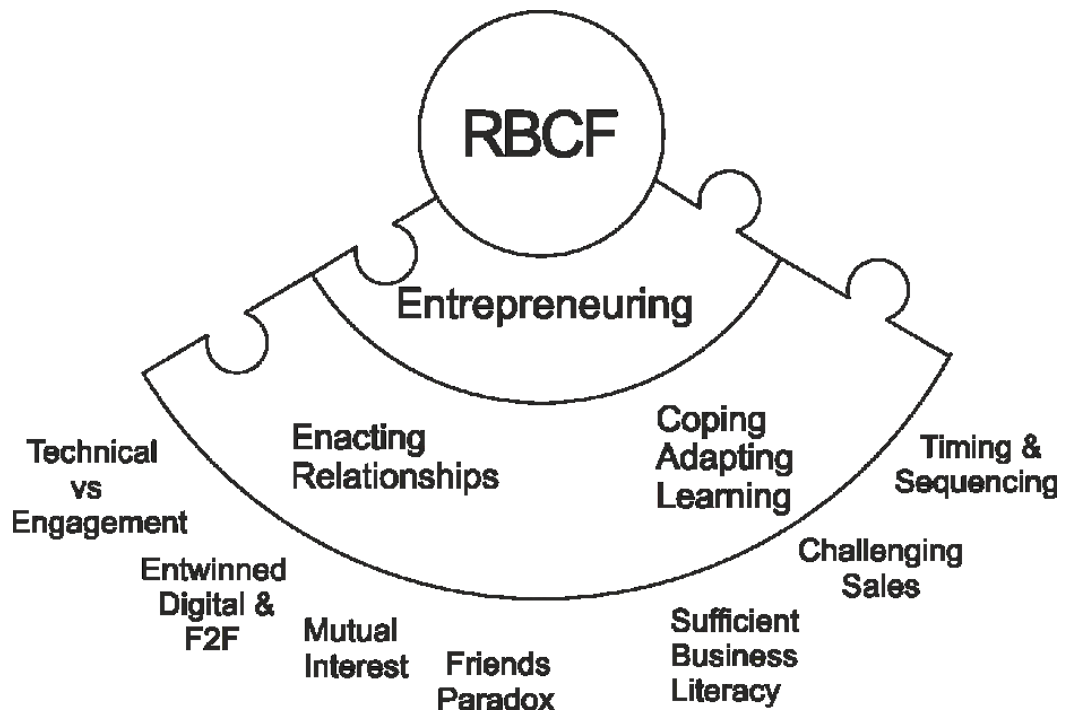 RBCF
Entrepreneuring
Enacting
Relationships
Coping
Adapting
Learning
Technical
vs
Engagement
Entwinned
Digital &
F2F
Mutual
Interest
Friends
Paradox
Sufficient
Business
Literacy
Challenging
Sales
Timing &
Sequencing